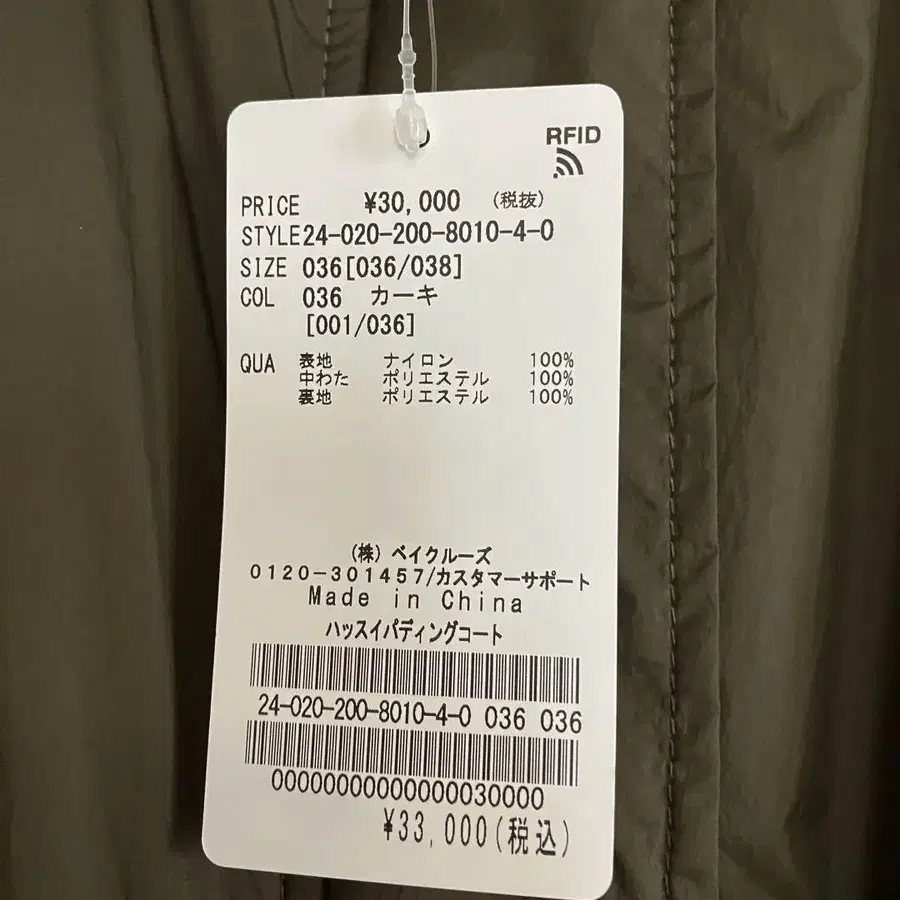 RFID
PRICE ¥30,000 (税抜)
STYLE24-020-200-8010-4-0
SIZE 036[036/038]
COL 036 カーキ
[001/036]
QUA 表地 ナイロン 100%
中わた ポリエステル 100%
裏地 ポリエステル 100%
(株) ベイクルーズ
0120-301457/カスタマーサポート
Made in China
ハッスイパディングコート
24-020-200-8010-4-0 036 036
00000000000000030000
¥33,000(税込)